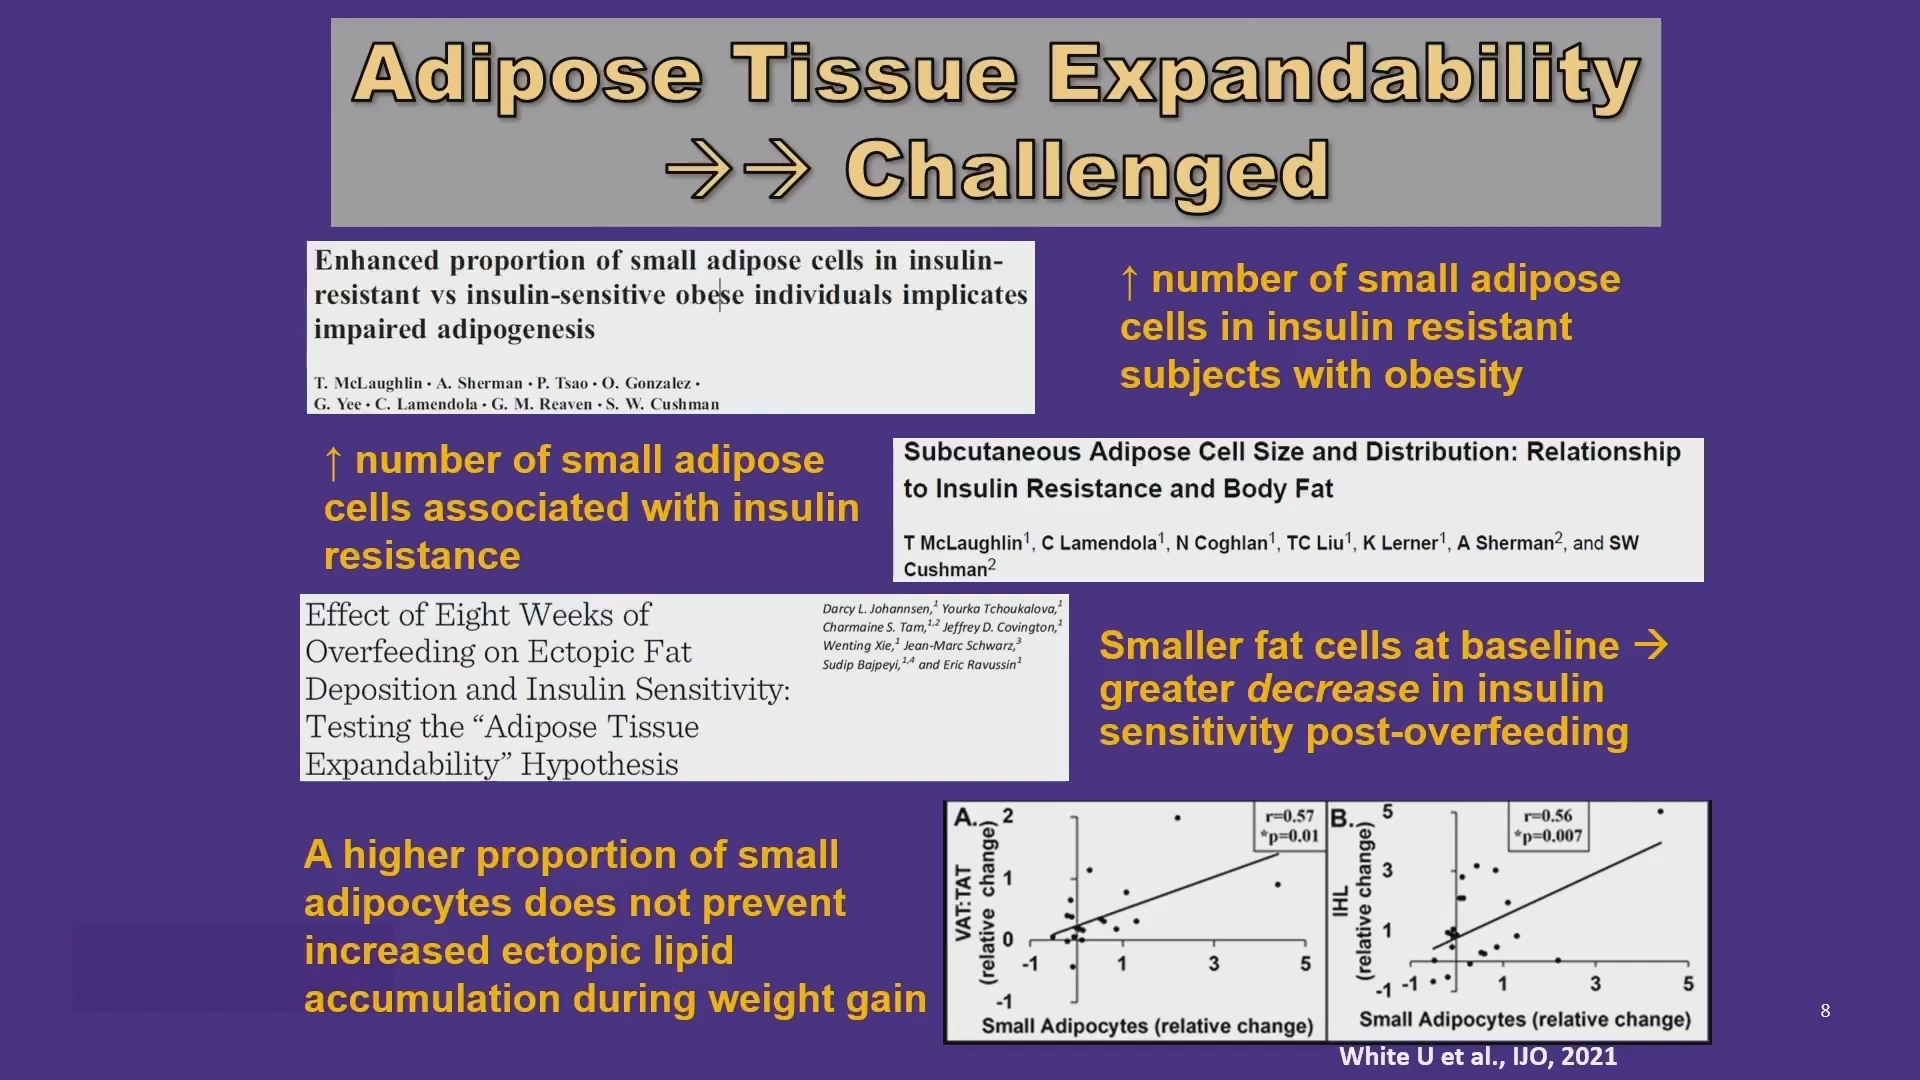 Adipose Tissue Expandability
→→ Challenged
Enhanced proportion of small adipose cells in insulin-
resistant vs insulin-sensitive obese individuals implicates
impaired adipogenesis
T. McLaughlin · A. Sherman · P. Tsao · O. Gonzalez ·
G. Yee · C. Lamendola · G. M. Reaven · S. W. Cushman
↑ number of small adipose
cells in insulin resistant
subjects with obesity
↑ number of small adipose
cells associated with insulin
resistance
Subcutaneous Adipose Cell Size and Distribution: Relationship
to Insulin Resistance and Body Fat
T McLaughlin1, C Lamendola1, N Coghlan1, TC Liu1, K Lerner1, A Sherman2, and SW
Cushman2
Effect of Eight Weeks of
Overfeeding on Ectopic Fat
Deposition and Insulin Sensitivity:
Testing the “Adipose Tissue
Expandability” Hypothesis
Darcy L. Johannsen,1 Yourka Tchoukalova,1
Charmaine S. Tam,1,2 Jeffrey D. Covington,1
Wenting Xie,1 Jean-Marc Schwarz,3
Sudip Bajpeyi,1,4 and Eric Ravussin1
Smaller fat cells at baseline →
greater decrease in insulin
sensitivity post-overfeeding
A higher proportion of small
adipocytes does not prevent
increased ectopic lipid
accumulation during weight gain
A.
VAT:TAT
(relative change)
2
1
0
-1
-1 1 3 5
r=0.57
*p=0.01
Small Adipocytes (relative change)
B.
IHL
(relative change)
5
3
1
-1
-1 1 3 5
r=0.56
*p=0.007
Small Adipocytes (relative change)
White U et al., IJO, 2021
8